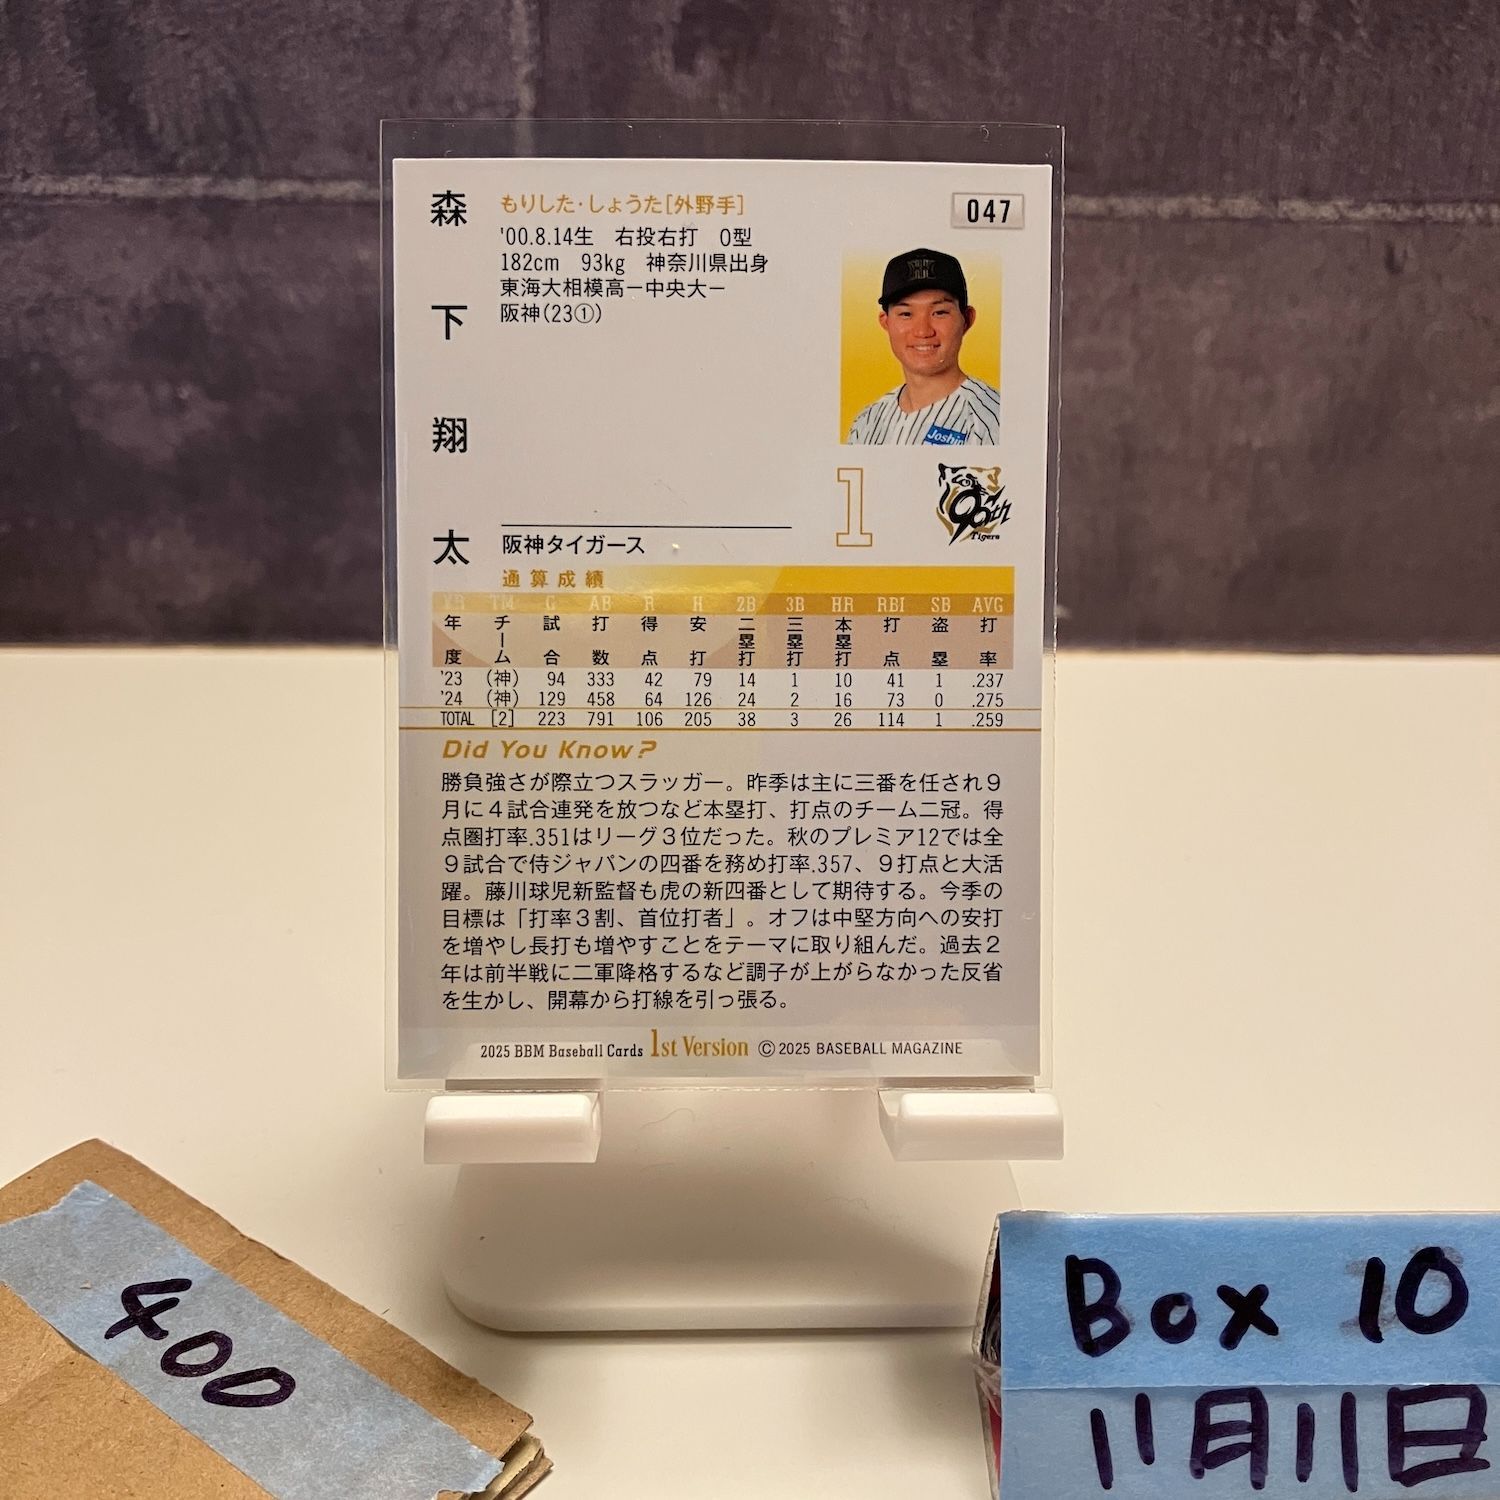 森下翔太
もりした・しょうた[外野手]
'00.8.14生 右投右打 O型
182cm 93kg 神奈川県出身
東海大相模高ー中央大ー
阪神(23①)
047
Joshin
1
90th
Tigers
阪神タイガース
通算成績
YR TM G AB R H 2B 3B HR RBI SB AVG
年度 チーム 試合 打数 得点 安打 二塁打 三塁打 本塁打 打点 盗塁 打率
'23 (神) 94 333 42 79 14 1 10 41 1 .237
'24 (神) 129 458 64 126 24 2 16 73 0 .275
TOTAL [2] 223 791 106 205 38 3 26 114 1 .259
Did You Know?
勝負強さが際立つスラッガー。昨季は主に三番を任され９
月に４試合連発を放つなど本塁打、打点のチーム二冠。得
点圏打率.351はリーグ３位だった。秋のプレミア12では全
９試合で侍ジャパンの四番を務め打率.357、９打点と大活
躍。藤川球児新監督も虎の新四番として期待する。今季の
目標は「打率３割、首位打者」。オフは中堅方向への安打
を増やし長打も増やすことをテーマに取り組んだ。過去２
年は前半戦に二軍降格するなど調子が上がらなかった反省
を生かし、開幕から打線を引っ張る。
2025 BBM Baseball Cards 1st Version © 2025 BASEBALL MAGAZINE
400
Box 10
11月11日